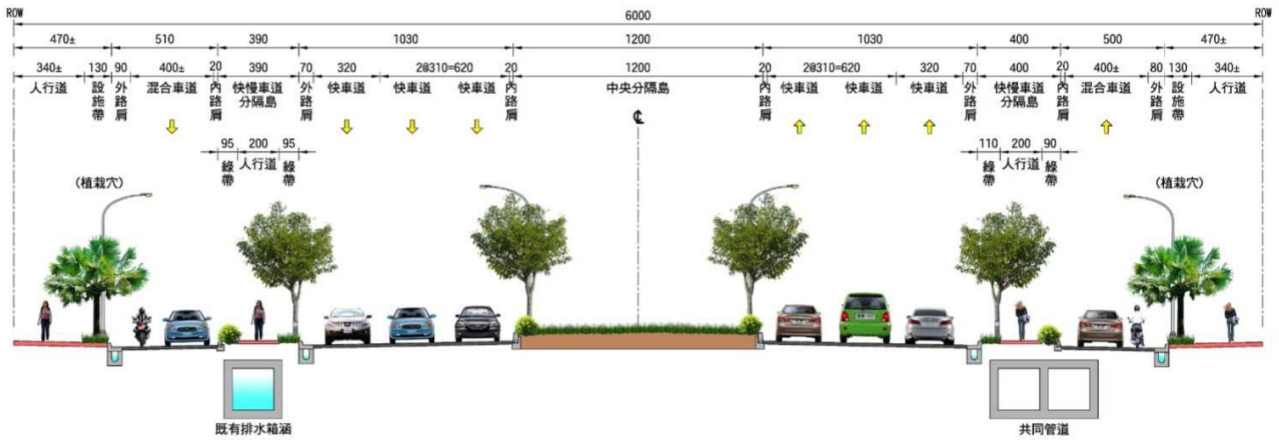 ROW 6000 ROW
470± 510 390 1030 1200 1030 400 500 470±
340± 130 90 400± 20 390 70 320 2@310=620 20 1200 20 2@310=620 320 70 400 20 400± 80 130 340±
人行道 設施帶 外路肩 混合車道 內路肩 快慢車道分隔島 外路肩 快車道 快車道 快車道 內路肩 中央分隔島 內路肩 快車道 快車道 快車道 外路肩 快慢車道分隔島 內路肩 混合車道 外路肩 設施帶 人行道
℄
95 200 95 110 200 90
綠帶 人行道 綠帶 綠帶 人行道 綠帶
(植栽穴) (植栽穴)
既有排水箱涵 共同管道